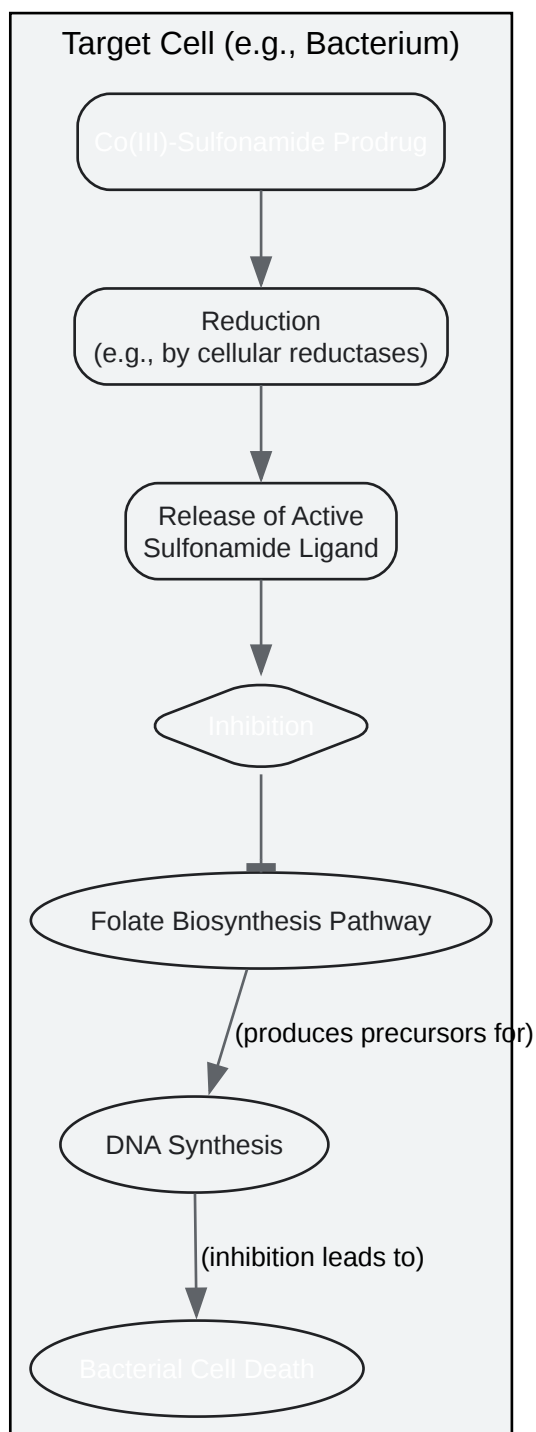 Target Cell (e.g., Bacterium)
Co(III)-Sulfonamide Prodrug
Reduction
(e.g., by cellular reductases)
Release of Active
Sulfonamide Ligand
Inhibition
Folate Biosynthesis Pathway
(produces precursors for)
DNA Synthesis
(inhibition leads to)
Bacterial Cell Death